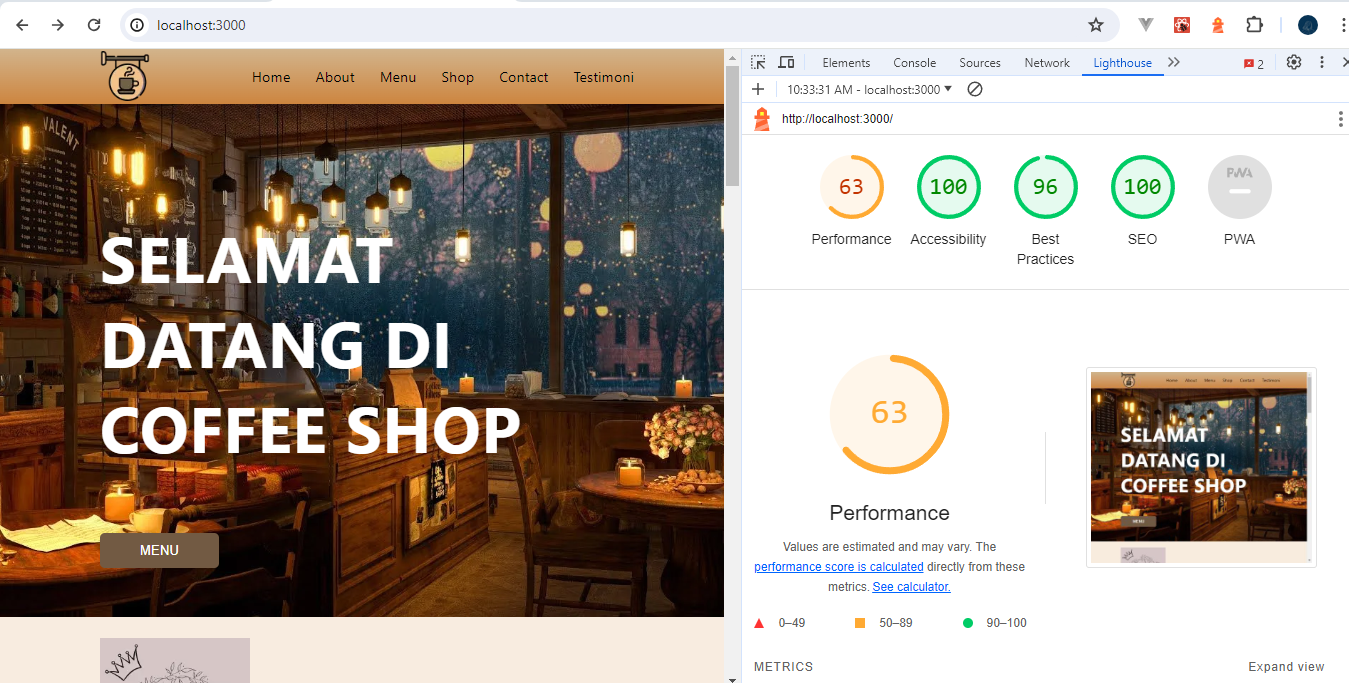 localhost:3000
Home About Menu Shop Contact Testimoni
VALENT
SELAMAT
DATANG DI
COFFEE SHOP
MENU
Elements Console Sources Network Lighthouse 2
10:33:31 AM - localhost:3000
http://localhost:3000/
63 100 96 100 PWA
Performance Accessibility Best Practices SEO PWA
63
Performance
Values are estimated and may vary. The
performance score is calculated directly from these
metrics. See calculator.
0–49 50–89 90–100
METRICS Expand view
Home About Menu Shop Contact Testimoni
SELAMAT
DATANG DI
COFFEE SHOP
MENU